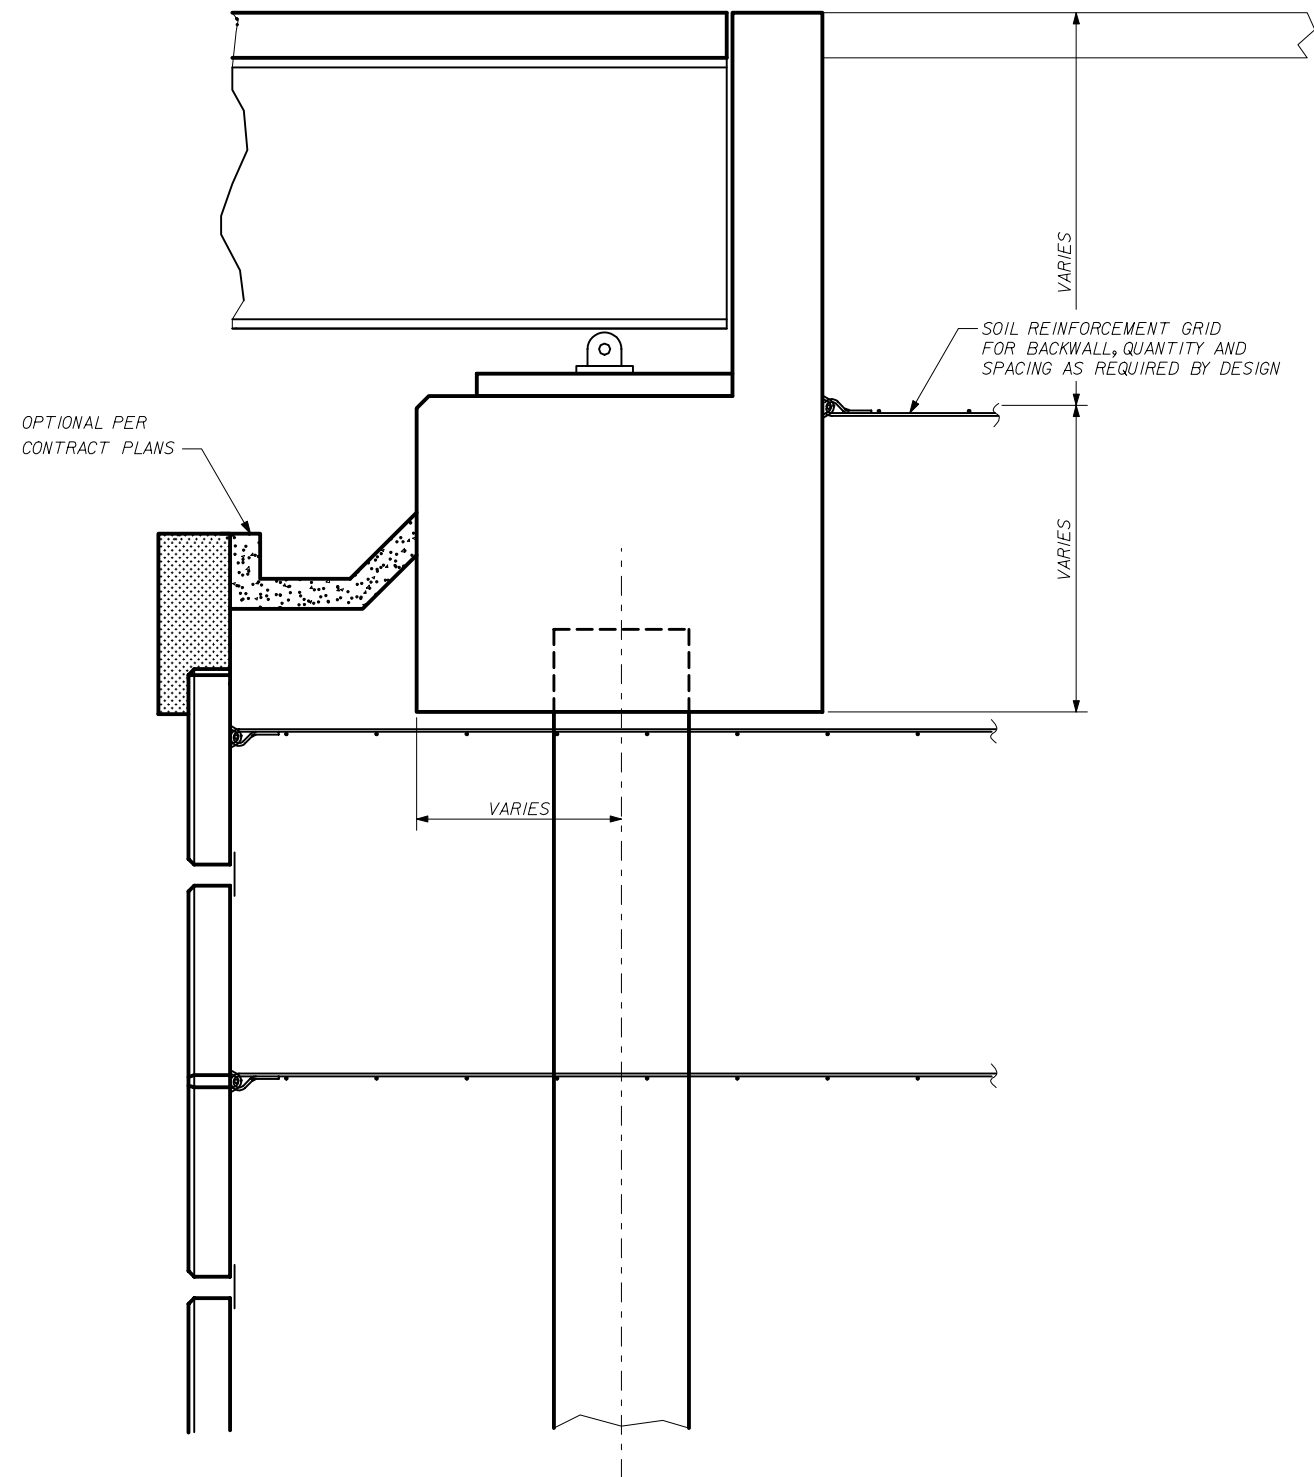 VARIES
SOIL REINFORCEMENT GRID
FOR BACKWALL, QUANTITY AND
SPACING AS REQUIRED BY DESIGN
OPTIONAL PER
CONTRACT PLANS
VARIES
VARIES